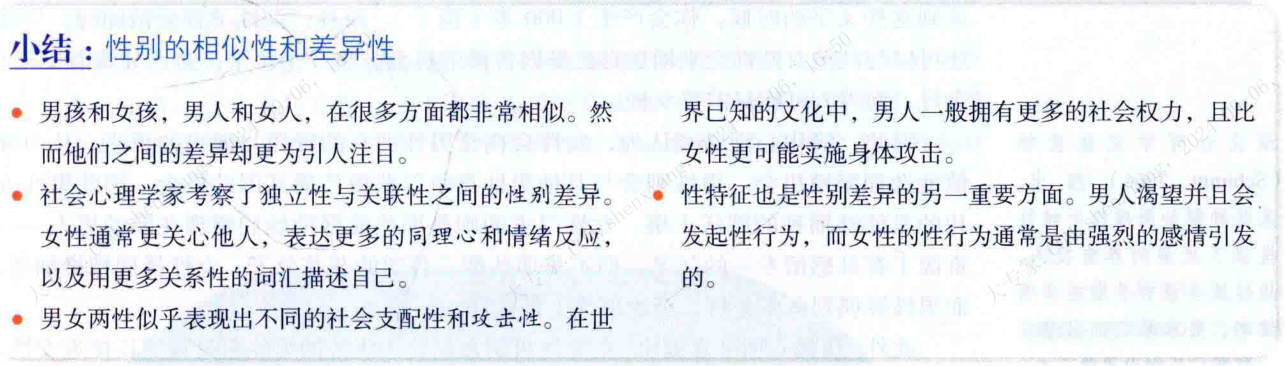 小结：性别的相似性和差异性
• 男孩和女孩，男人和女人，在很多方面都非常相似。然
而他们之间的差异却更为引人注目。
• 社会心理学家考察了独立性与关联性之间的性别差异。
女性通常更关心他人，表达更多的同理心和情绪反应，
以及用更多关系性的词汇描述自己。
• 男女两性似乎表现出不同的社会支配性和攻击性。在世
界已知的文化中，男人一般拥有更多的社会权力，且比
女性更可能实施身体攻击。
• 性特征也是性别差异的另一重要方面。男人渴望并且会
发起性行为，而女性的性行为通常是由强烈的感情引发
的。